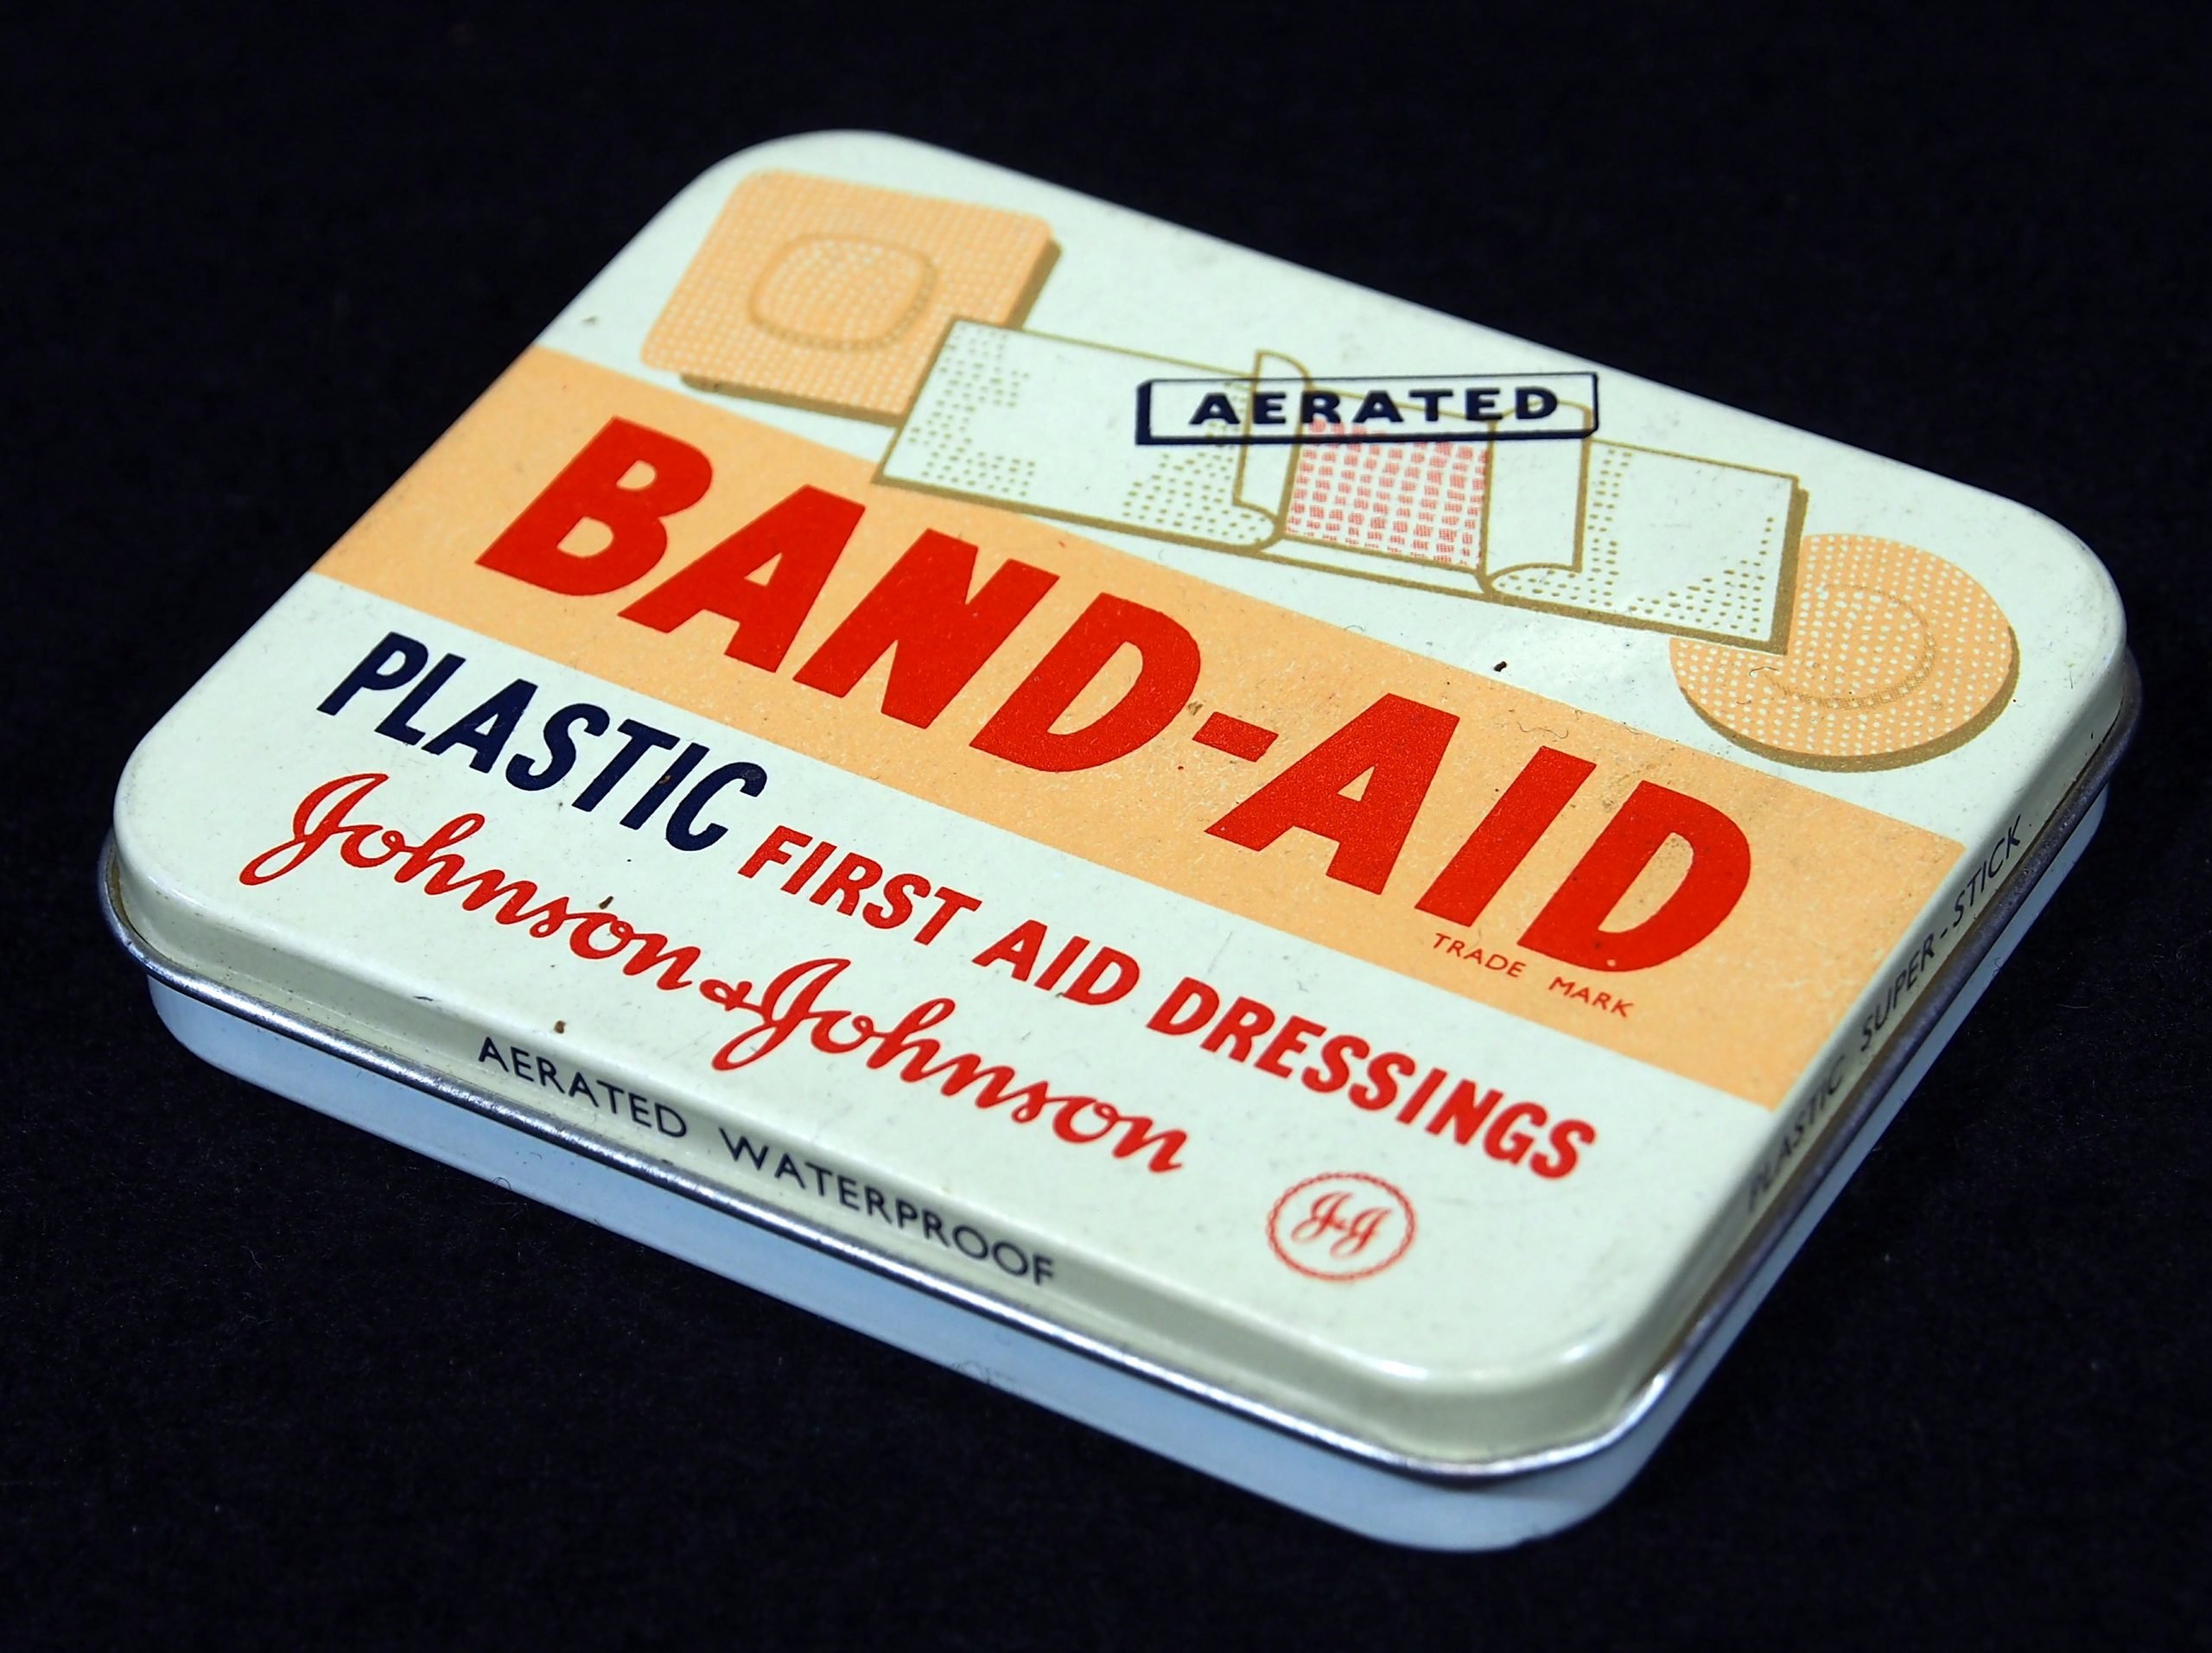 AERATED
BAND-AID
TRADE MARK
PLASTIC FIRST AID DRESSINGS
Johnson & Johnson
J&J
AERATED WATERPROOF
PLASTIC SUPER-STICK